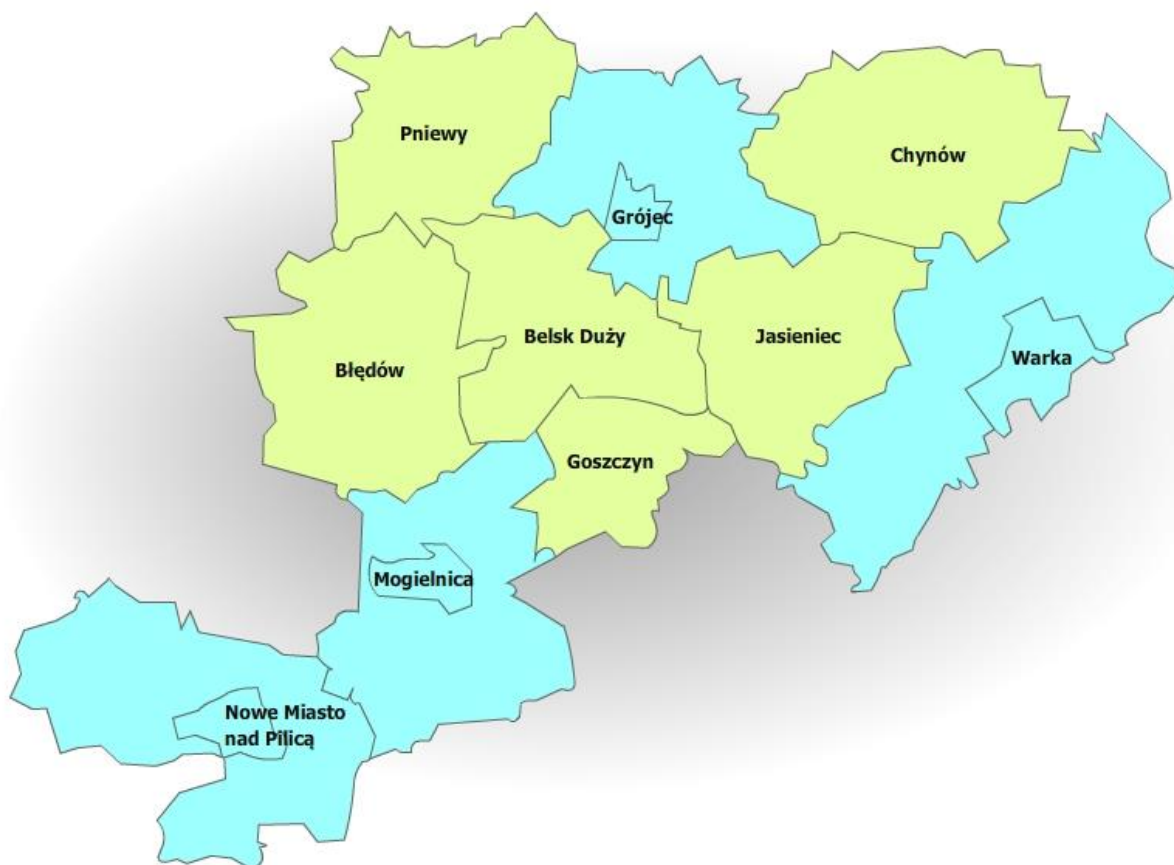 Pniewy
Chynów
Grójec
Belsk Duży
Jasieniec
Warka
Błędów
Goszczyn
Mogielnica
Nowe Miasto
nad Pilicą